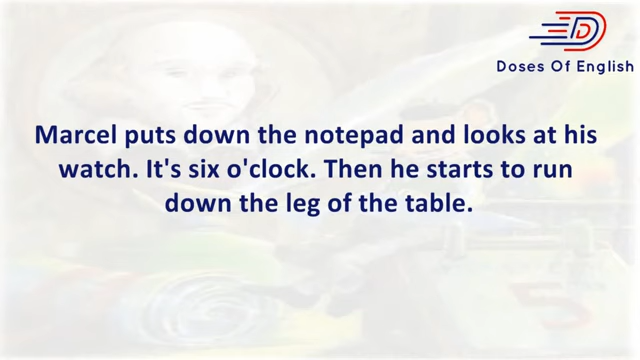 Doses Of English
Marcel puts down the notepad and looks at his
watch. It's six o'clock. Then he starts to run
down the leg of the table.
5